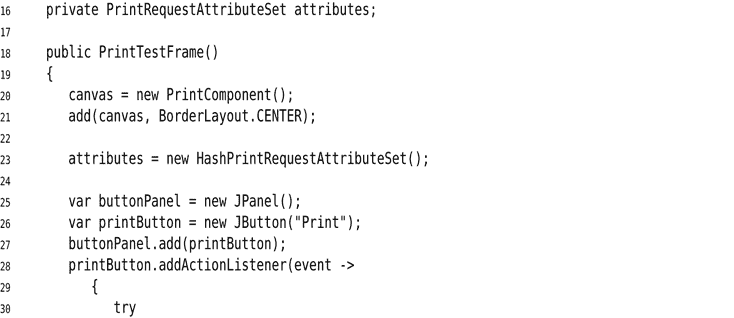 16 private PrintRequestAttributeSet attributes;
17
18 public PrintTestFrame()
19 {
20 canvas = new PrintComponent();
21 add(canvas, BorderLayout.CENTER);
22
23 attributes = new HashPrintRequestAttributeSet();
24
25 var buttonPanel = new JPanel();
26 var printButton = new JButton("Print");
27 buttonPanel.add(printButton);
28 printButton.addActionListener(event ->
29 {
30 try